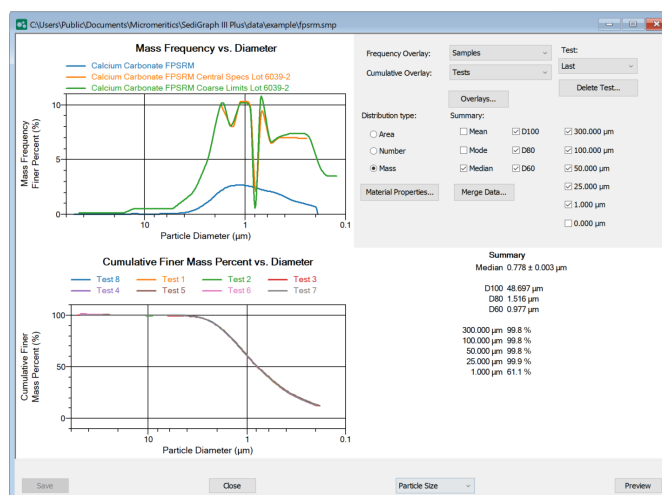 C:\Users\Public\Documents\Micromeritics\SediGraph III Plus\data\example\fpsrm.smp
Mass Frequency vs. Diameter
Calcium Carbonate FPSRM
Calcium Carbonate FPSRM Central Specs Lot 6039-2
Calcium Carbonate FPSRM Coarse Limits Lot 6039-2
Mass Frequency
Finer Percent (%)
10
5
0
10
1
0.1
Particle Diameter (µm)
Frequency Overlay:
Samples
Test:
Cumulative Overlay:
Tests
Last
Overlays...
Delete Test...
Distribution type:
Summary:
Area
Mean
D100
300.000 µm
Number
Mode
D80
100.000 µm
Mass
Median
D60
50.000 µm
Material Properties...
Merge Data...
25.000 µm
1.000 µm
0.000 µm
Cumulative Finer Mass Percent vs. Diameter
Test 8 Test 1 Test 2 Test 3
Test 4 Test 5 Test 6 Test 7
Cumulative Finer
Mass Percent (%)
100
50
0
10
1
0.1
Particle Diameter (µm)
Summary
Median 0.778 ± 0.003 µm
D100 48.697 µm
D80 1.516 µm
D60 0.977 µm
300.000 µm 99.8 %
100.000 µm 99.8 %
50.000 µm 99.8 %
25.000 µm 99.9 %
1.000 µm 61.1 %
Save
Close
Particle Size
Preview